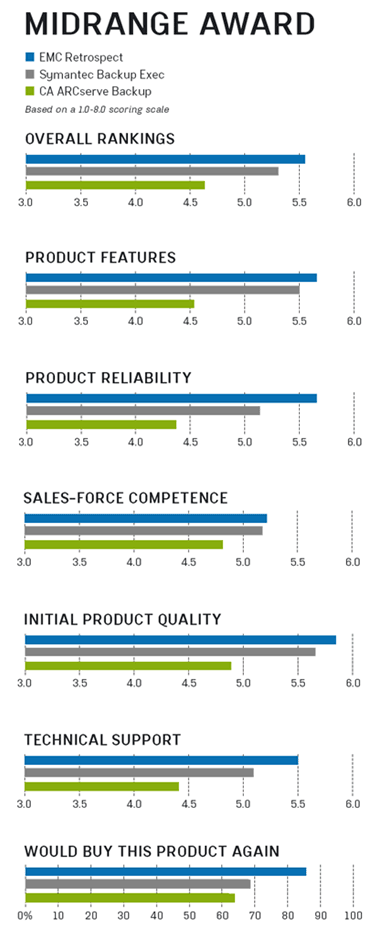 MIDRANGE AWARD
EMC Retrospect
Symantec Backup Exec
CA ARCserve Backup
Based on a 1.0-8.0 scoring scale
OVERALL RANKINGS
3.0 3.5 4.0 4.5 5.0 5.5 6.0
PRODUCT FEATURES
3.0 3.5 4.0 4.5 5.0 5.5 6.0
PRODUCT RELIABILITY
3.0 3.5 4.0 4.5 5.0 5.5 6.0
SALES-FORCE COMPETENCE
3.0 3.5 4.0 4.5 5.0 5.5 6.0
INITIAL PRODUCT QUALITY
3.0 3.5 4.0 4.5 5.0 5.5 6.0
TECHNICAL SUPPORT
3.0 3.5 4.0 4.5 5.0 5.5 6.0
WOULD BUY THIS PRODUCT AGAIN
0% 10 20 30 40 50 60 70 80 90 100